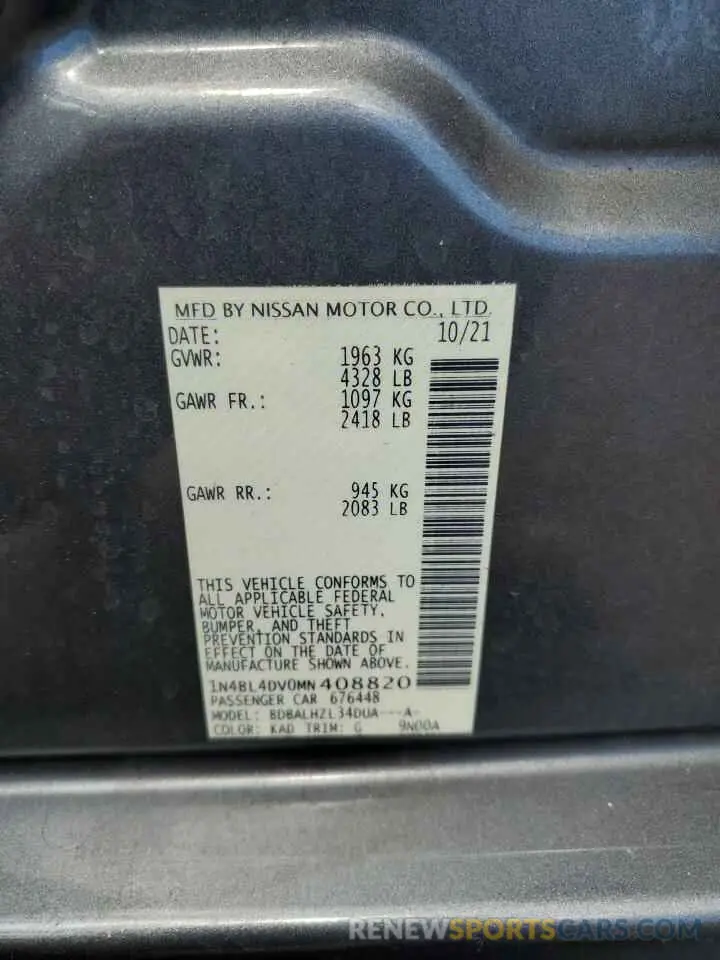 MFD BY NISSAN MOTOR CO., LTD.
DATE: 10/21
GVWR: 1963 KG
4328 LB
GAWR FR.: 1097 KG
2418 LB
GAWR RR.: 945 KG
2083 LB
THIS VEHICLE CONFORMS TO
ALL APPLICABLE FEDERAL
MOTOR VEHICLE SAFETY,
BUMPER, AND THEFT
PREVENTION STANDARDS IN
EFFECT ON THE DATE OF
MANUFACTURE SHOWN ABOVE.
1N4BL4DV0MN408820
PASSENGER CAR 676448
MODEL: BDBALHZL34DUA---A-
COLOR: KAD TRIM: G 9N00A
RENEWSPORTSCARS.COM